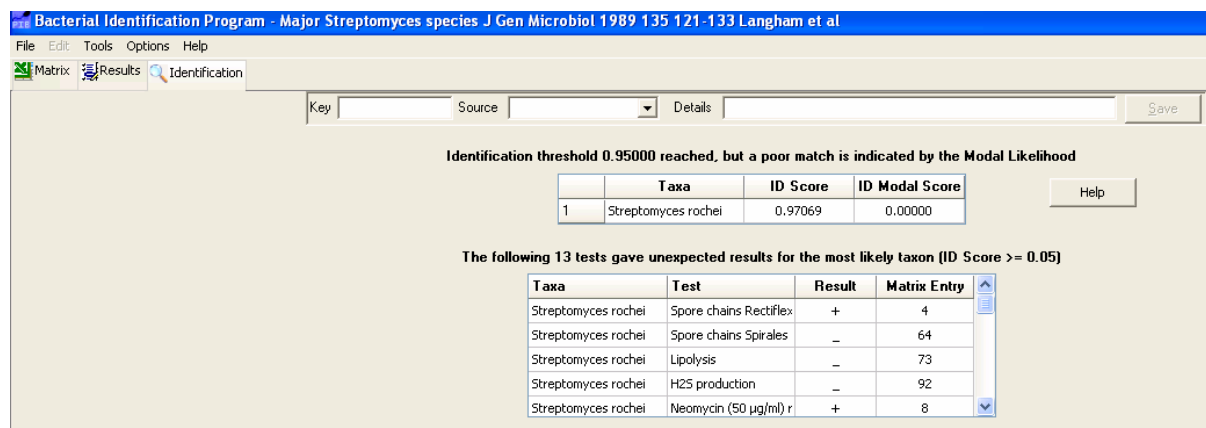 Bacterial Identification Program - Major Streptomyces species J Gen Microbiol 1989 135 121-133 Langham et al
File Edit Tools Options Help
Matrix Results Identification
Key Source Details Save
Identification threshold 0.95000 reached, but a poor match is indicated by the Modal Likelihood
Taxa ID Score ID Modal Score
1 Streptomyces rochei 0.97069 0.00000
Help
The following 13 tests gave unexpected results for the most likely taxon (ID Score >= 0.05)
Taxa Test Result Matrix Entry
Streptomyces rochei Spore chains Rectiflex + 4
Streptomyces rochei Spore chains Spirales _ 64
Streptomyces rochei Lipolysis _ 73
Streptomyces rochei H2S production _ 92
Streptomyces rochei Neomycin (50 µg/ml) r + 8